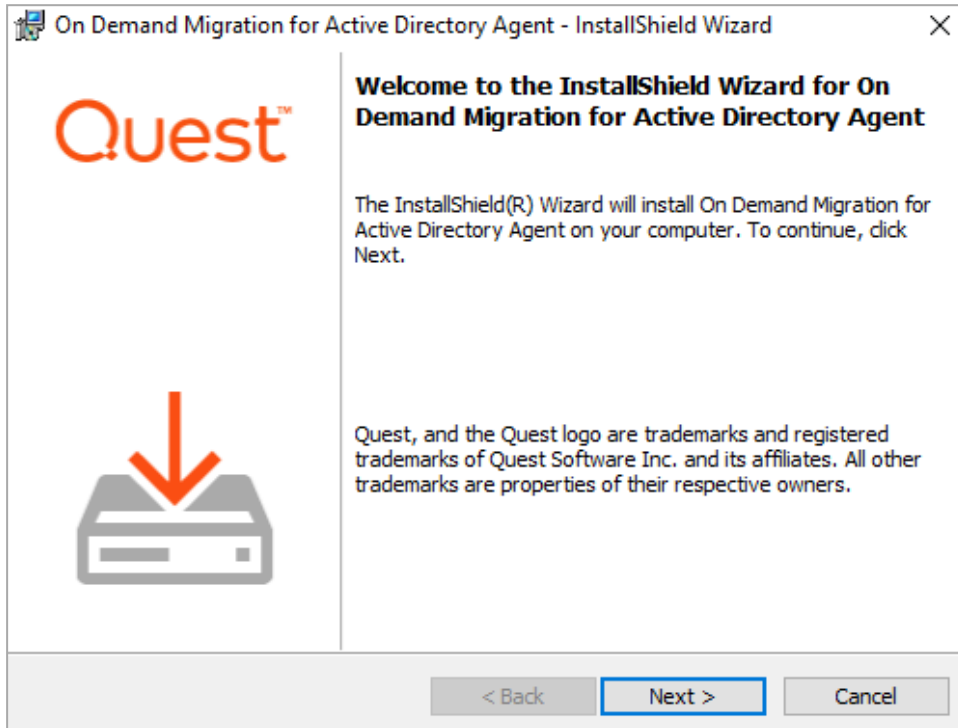 On Demand Migration for Active Directory Agent - InstallShield Wizard
Quest™
Welcome to the InstallShield Wizard for On
Demand Migration for Active Directory Agent
The InstallShield(R) Wizard will install On Demand Migration for
Active Directory Agent on your computer. To continue, click
Next.
Quest, and the Quest logo are trademarks and registered
trademarks of Quest Software Inc. and its affiliates. All other
trademarks are properties of their respective owners.
< Back
Next >
Cancel